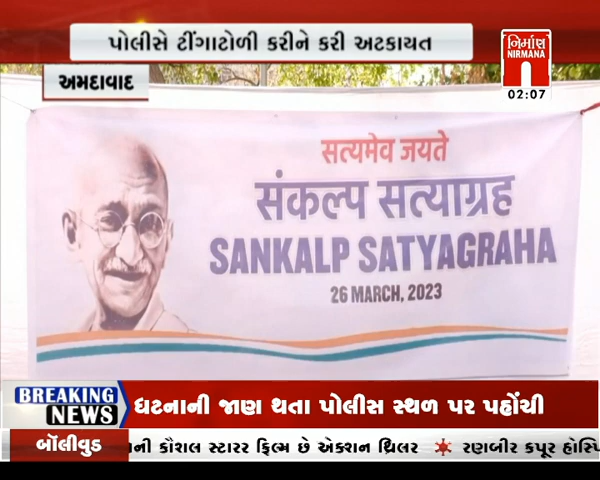 પોલીસે ટીંગાટોળી કરીને કરી અટકાયત
અમદાવાદ
निर्माण
NIRMANA
02:07
सत्यमेव जयते
संकल्प सत्याग्रह
SANKALP SATYAGRAHA
26 MARCH, 2023
BREAKING NEWS
ઘટનાની જાણ થતા પોલીસ સ્થળ પર પહોંચી
બૉલીવુડ
કૌશલ સ્ટારર ફિલ્મ છે એક્શન થ્રિલર
રણબીર કપૂર